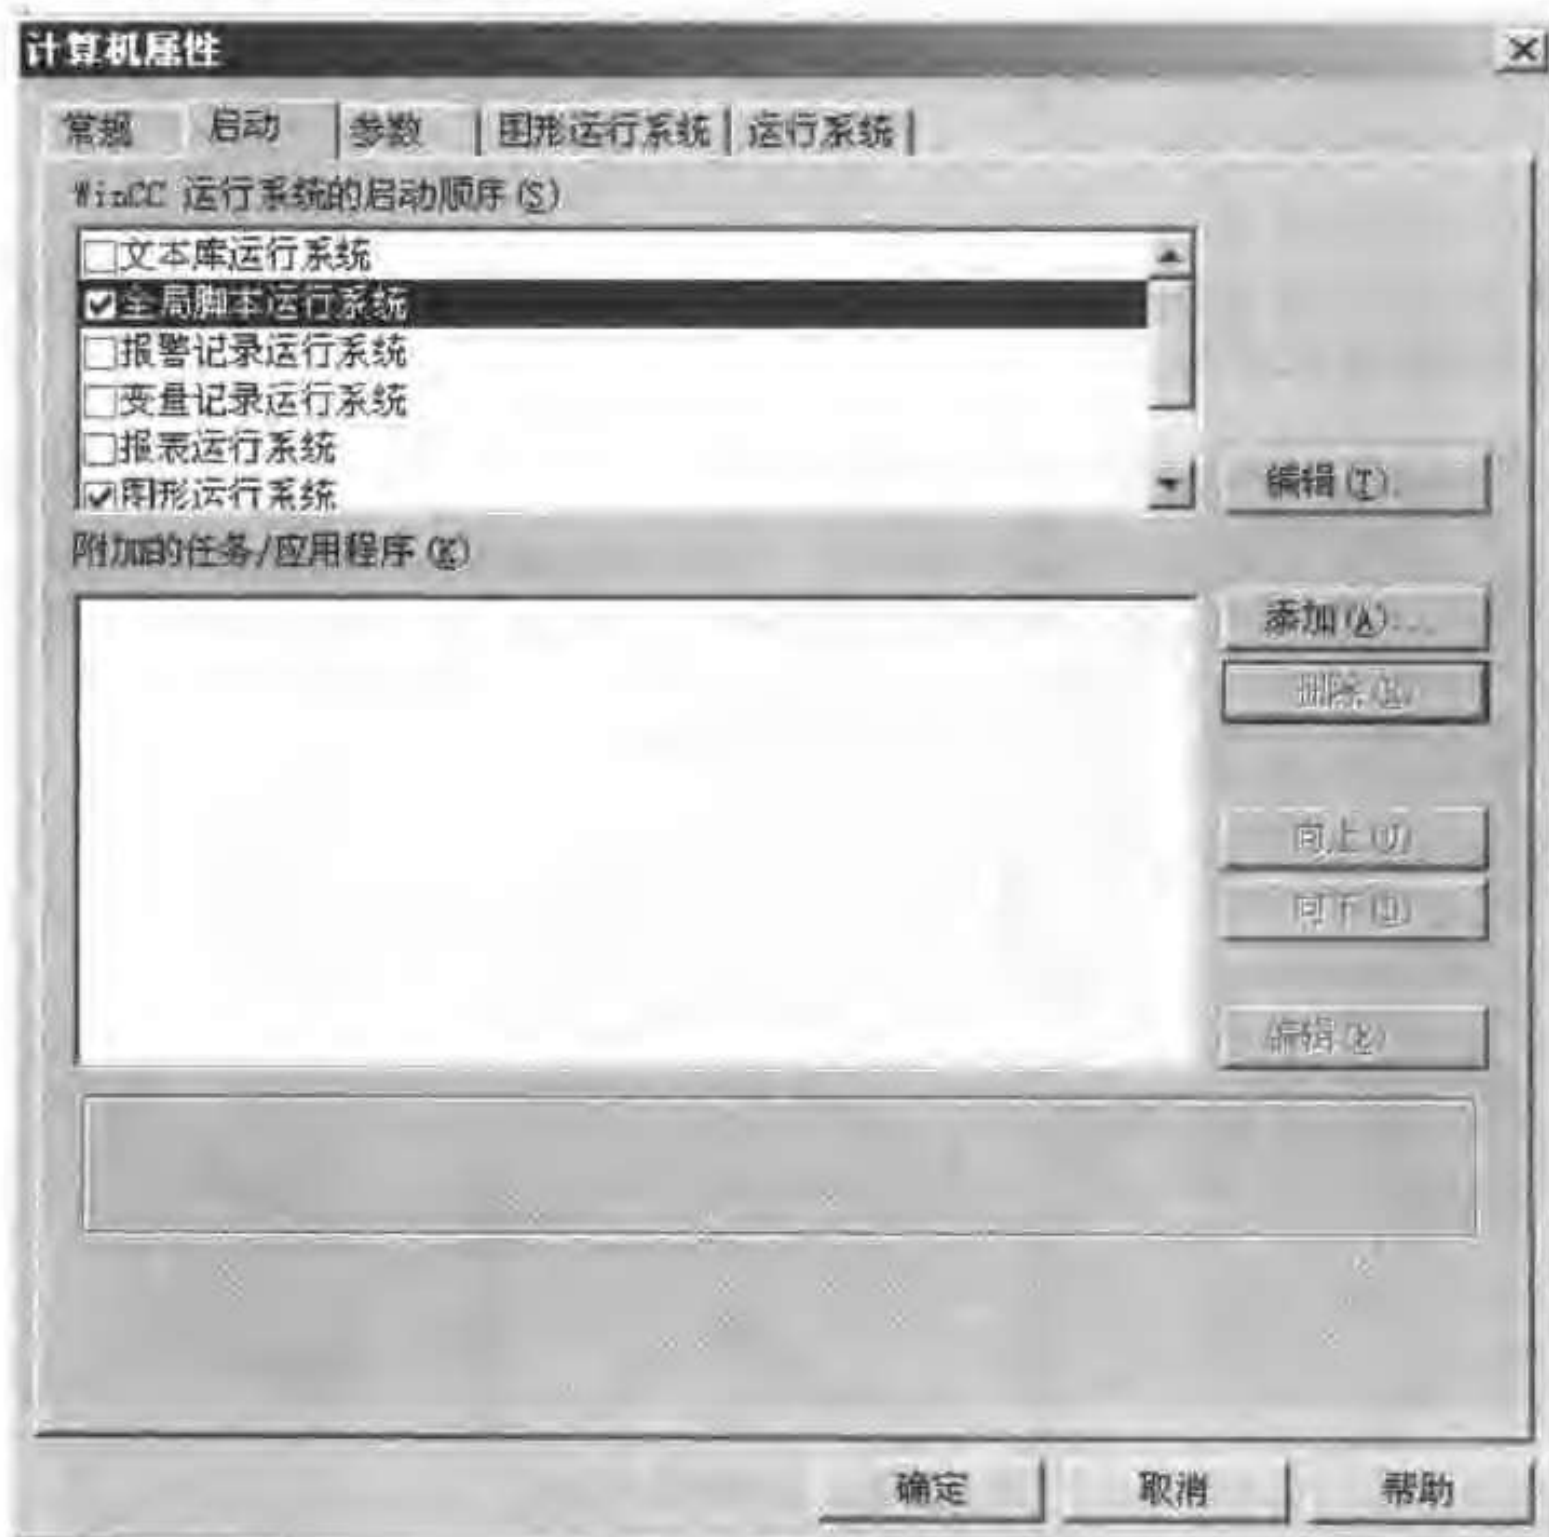 计算机属性
常规 启动 参数 图形运行系统 运行系统
WinCC 运行系统的启动顺序(S)
文本库运行系统
全局脚本运行系统
报警记录运行系统
变量记录运行系统
报表运行系统
图形运行系统
编辑(T).
附加的任务/应用程序(K)
添加(A)...
删除(R)
向上(U)
向下(D)
编辑
确定 取消 帮助